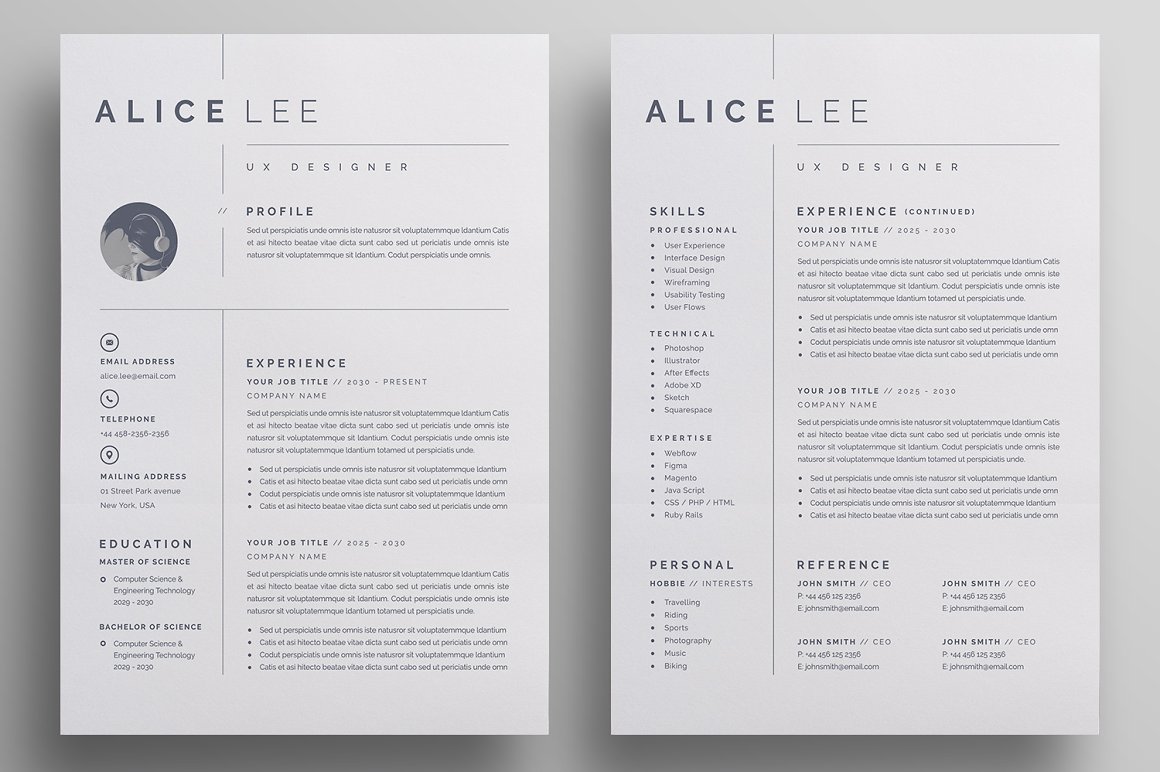 ALICE LEE
UX DESIGNER
// PROFILE
Sed ut perspiciatis unde omnis iste natusror sit voluptatemmque ldantium Catis
et asi hitecto beatae vitae dicta sunt cabo sed ut periciatis unde omnis iste
natusror sit voluptatemmque sit ldantium. Codut perspiciatis unde omnis.
EMAIL ADDRESS
alice.lee@email.com
TELEPHONE
+44 458-2356-2356
MAILING ADDRESS
01 Street Park avenue
New York, USA
EDUCATION
MASTER OF SCIENCE
Computer Science &
Engineering Technology
2029 - 2030
BACHELOR OF SCIENCE
Computer Science &
Engineering Technology
2029 - 2030
EXPERIENCE
YOUR JOB TITLE // 2030 - PRESENT
COMPANY NAME
Sed ut perspiciatis unde omnis iste natusror sit voluptatemmque ldantium Catis
et asi hitecto beatae vitae dicta sunt cabo sed ut periciatis unde omnis iste
natusror sit voluptatemmque sit ldantium. Codut perspiciatis unde omnis iste
natusror sit voluptatemmque ldantium totamed ut perspiciatis unde.
• Sed ut perspiciatis unde omnis iste natusror sit voluptatemmque ldantium
• Catis et asi hitecto beatae vitae dicta sunt cabo sed ut periciatis unde omn
• Codut perspiciatis unde omnis iste natusror sit voluptatemmque ldantium
• Catis et asi hitecto beatae vitae dicta sunt cabo sed ut periciatis unde omn
YOUR JOB TITLE // 2025 - 2030
COMPANY NAME
Sed ut perspiciatis unde omnis iste natusror sit voluptatemmque ldantium Catis
et asi hitecto beatae vitae dicta sunt cabo sed ut periciatis unde omnis iste
natusror sit voluptatemmque sit ldantium. Codut perspiciatis unde omnis iste
natusror sit voluptatemmque ldantium totamed ut perspiciatis unde.
• Sed ut perspiciatis unde omnis iste natusror sit voluptatemmque ldantium
• Catis et asi hitecto beatae vitae dicta sunt cabo sed ut periciatis unde omn
• Codut perspiciatis unde omnis iste natusror sit voluptatemmque ldantium
• Catis et asi hitecto beatae vitae dicta sunt cabo sed ut periciatis unde omn
ALICE LEE
UX DESIGNER
SKILLS
PROFESSIONAL
• User Experience
• Interface Design
• Visual Design
• Wireframing
• Usability Testing
• User Flows
TECHNICAL
• Photoshop
• Illustrator
• After Effects
• Adobe XD
• Sketch
• Squarespace
EXPERTISE
• Webflow
• Figma
• Magento
• Java Script
• CSS / PHP / HTML
• Ruby Rails
PERSONAL
HOBBIE // INTERESTS
• Travelling
• Riding
• Sports
• Photography
• Music
• Biking
EXPERIENCE (CONTINUED)
YOUR JOB TITLE // 2025 - 2030
COMPANY NAME
Sed ut perspiciatis unde omnis iste natusror sit voluptatemmque ldantium Catis
et asi hitecto beatae vitae dicta sunt cabo sed ut periciatis unde omnis iste
natusror sit voluptatemmque sit ldantium. Codut perspiciatis unde omnis iste
natusror sit voluptatemmque ldantium totamed ut perspiciatis unde.
• Sed ut perspiciatis unde omnis iste natusror sit voluptatemmque ldantium
• Catis et asi hitecto beatae vitae dicta sunt cabo sed ut periciatis unde omn
• Codut perspiciatis unde omnis iste natusror sit voluptatemmque ldantium
• Catis et asi hitecto beatae vitae dicta sunt cabo sed ut periciatis unde omn
YOUR JOB TITLE // 2025 - 2030
COMPANY NAME
Sed ut perspiciatis unde omnis iste natusror sit voluptatemmque ldantium Catis
et asi hitecto beatae vitae dicta sunt cabo sed ut periciatis unde omnis iste
natusror sit voluptatemmque sit ldantium. Codut perspiciatis unde omnis iste
natusror sit voluptatemmque ldantium totamed ut perspiciatis unde.
• Sed ut perspiciatis unde omnis iste natusror sit voluptatemmque ldantium
• Catis et asi hitecto beatae vitae dicta sunt cabo sed ut periciatis unde omn
• Codut perspiciatis unde omnis iste natusror sit voluptatemmque ldantium
• Catis et asi hitecto beatae vitae dicta sunt cabo sed ut periciatis unde omn
REFERENCE
JOHN SMITH // CEO
P: +44 456 125 2356
E: johnsmith@email.com
JOHN SMITH // CEO
P: +44 456 125 2356
E: johnsmith@email.com
JOHN SMITH // CEO
P: +44 456 125 2356
E: johnsmith@email.com
JOHN SMITH // CEO
P: +44 456 125 2356
E: johnsmith@email.com